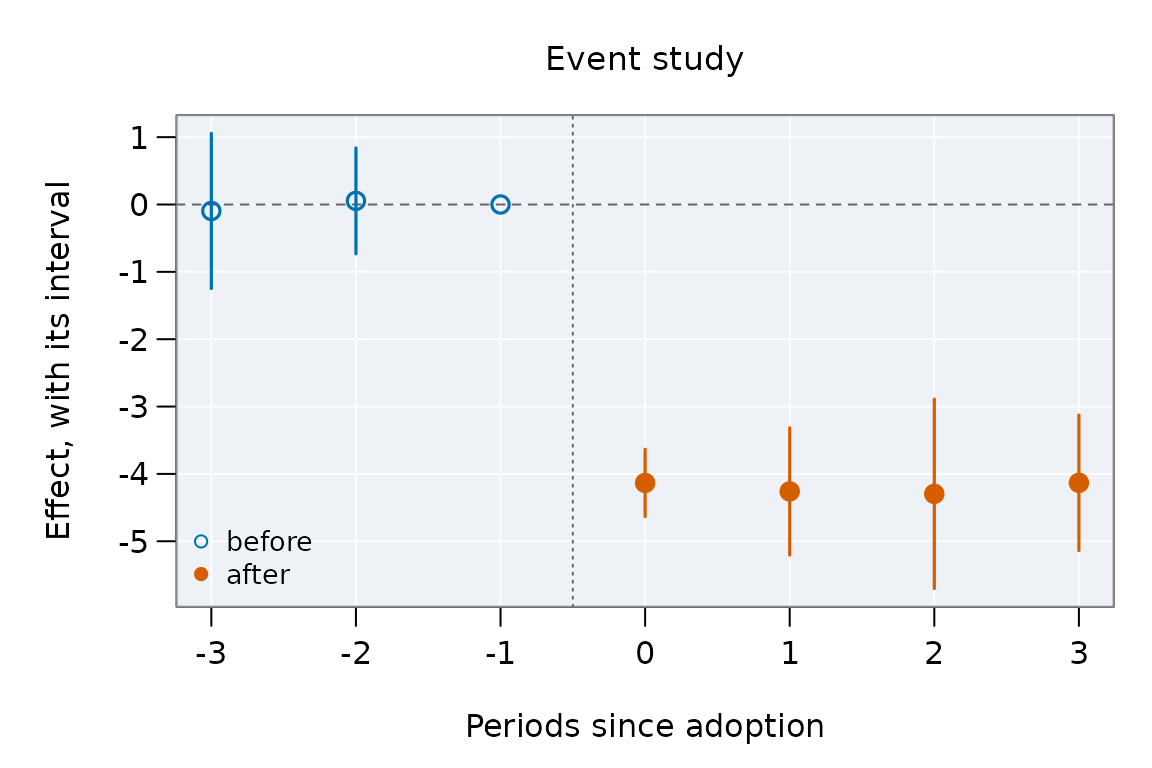 Event study
Effect, with its interval
1
0
-1
-2
-3
-4
-5
before
after
-3 -2 -1 0 1 2 3
Periods since adoption